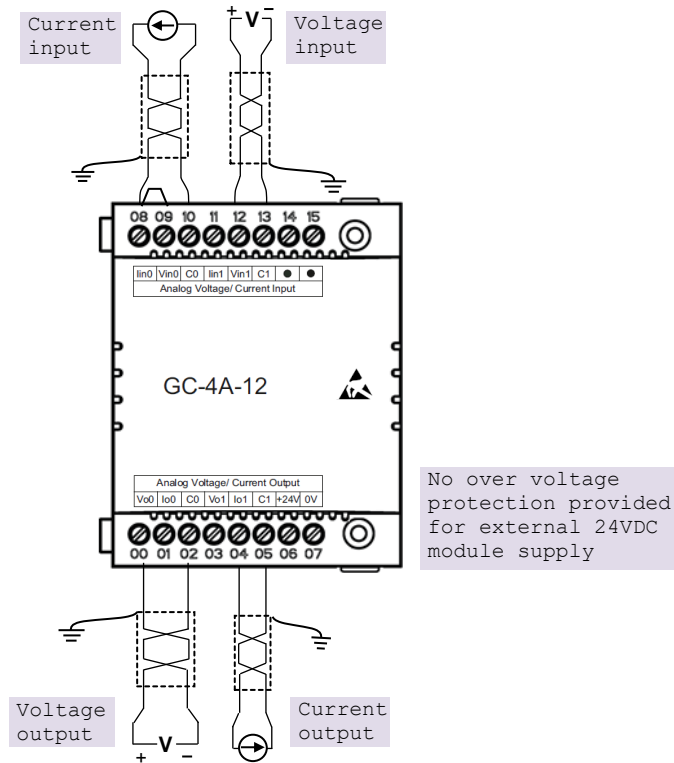 Current
input
+ V −
Voltage
input
08 09 10 11 12 13 14 15
Iin0 Vin0 C0 Iin1 Vin1 C1 ● ●
Analog Voltage/ Current Input
GC-4A-12
No over voltage
protection provided
for external 24VDC
module supply
Analog Voltage/ Current Output
Vo0 Io0 C0 Vo1 Io1 C1 +24V 0V
00 01 02 03 04 05 06 07
Voltage
output
+ V −
Current
output